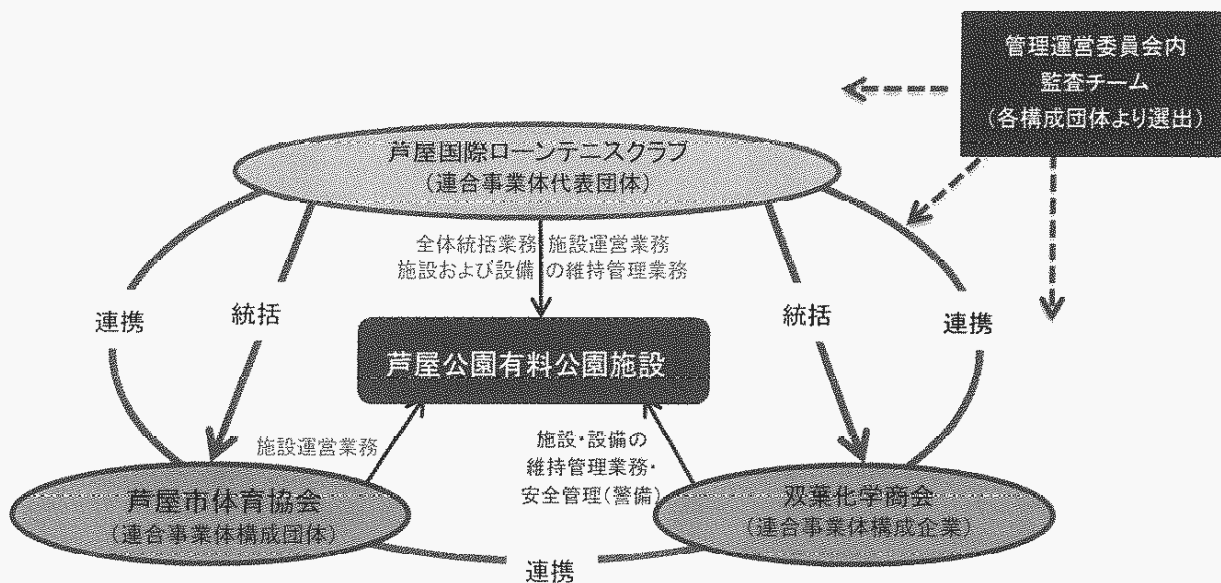 管理運営委員会内
監査チーム
(各構成団体より選出)
芦屋国際ローンテニスクラブ
(連合事業体代表団体)
全体統括業務 施設運営業務
施設および設備 の維持管理業務
連携
統括
統括
連携
芦屋公園有料公園施設
施設運営業務
施設・設備の
維持管理業務・
安全管理(警備)
芦屋市体育協会
(連合事業体構成団体)
双葉化学商会
(連合事業体構成企業)
連携